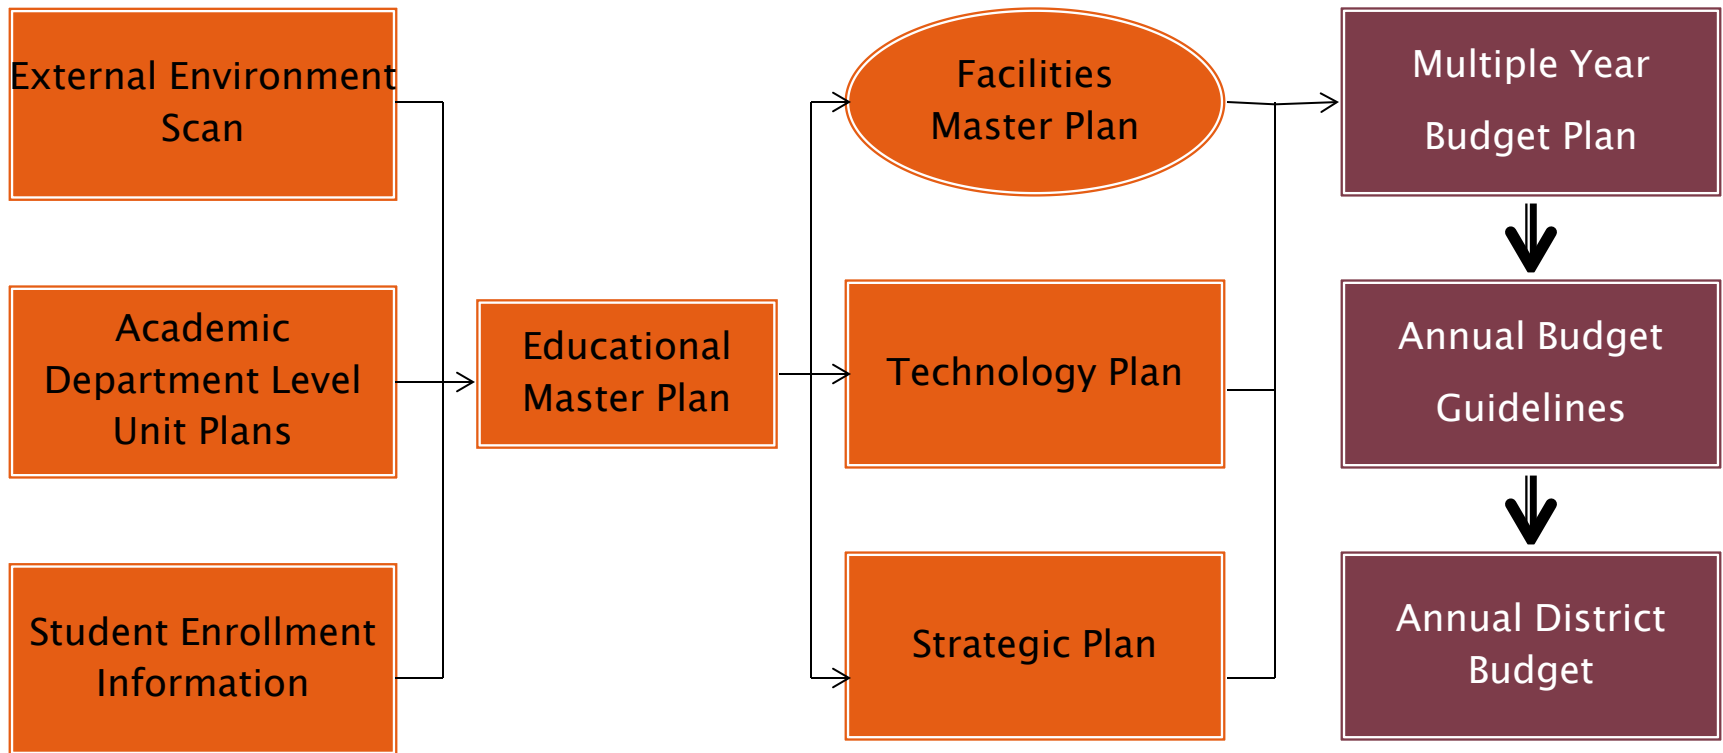 External Environment
Scan
Academic
Department Level
Unit Plans
Student Enrollment
Information
Educational
Master Plan
Facilities
Master Plan
Technology Plan
Strategic Plan
Multiple Year
Budget Plan
Annual Budget
Guidelines
Annual District
Budget